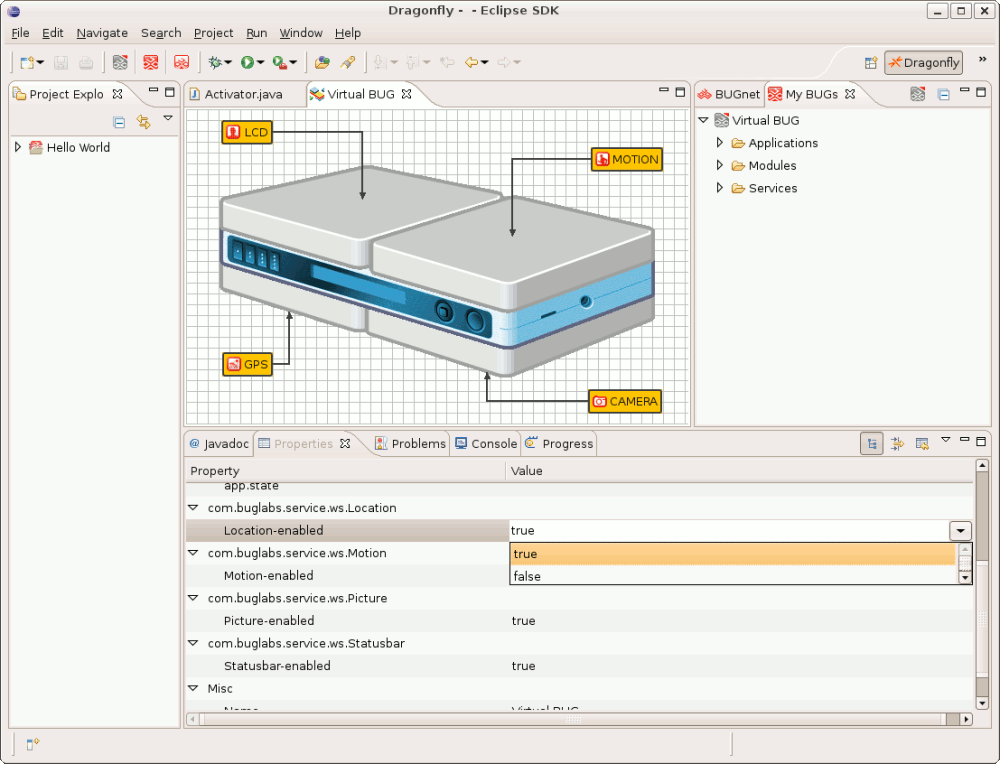 Dragonfly - - Eclipse SDK
File Edit Navigate Search Project Run Window Help
Dragonfly »
Project Explo
Hello World
Activator.java Virtual BUG
LCD
MOTION
GPS
CAMERA
BUGnet My BUGs
Virtual BUG
Applications
Modules
Services
Javadoc Properties Problems Console Progress
Property Value
app.state
com.buglabs.service.ws.Location
Location-enabled true
true
com.buglabs.service.ws.Motion
Motion-enabled false
com.buglabs.service.ws.Picture
Picture-enabled true
com.buglabs.service.ws.Statusbar
Statusbar-enabled true
Misc
Name Virtual BUG